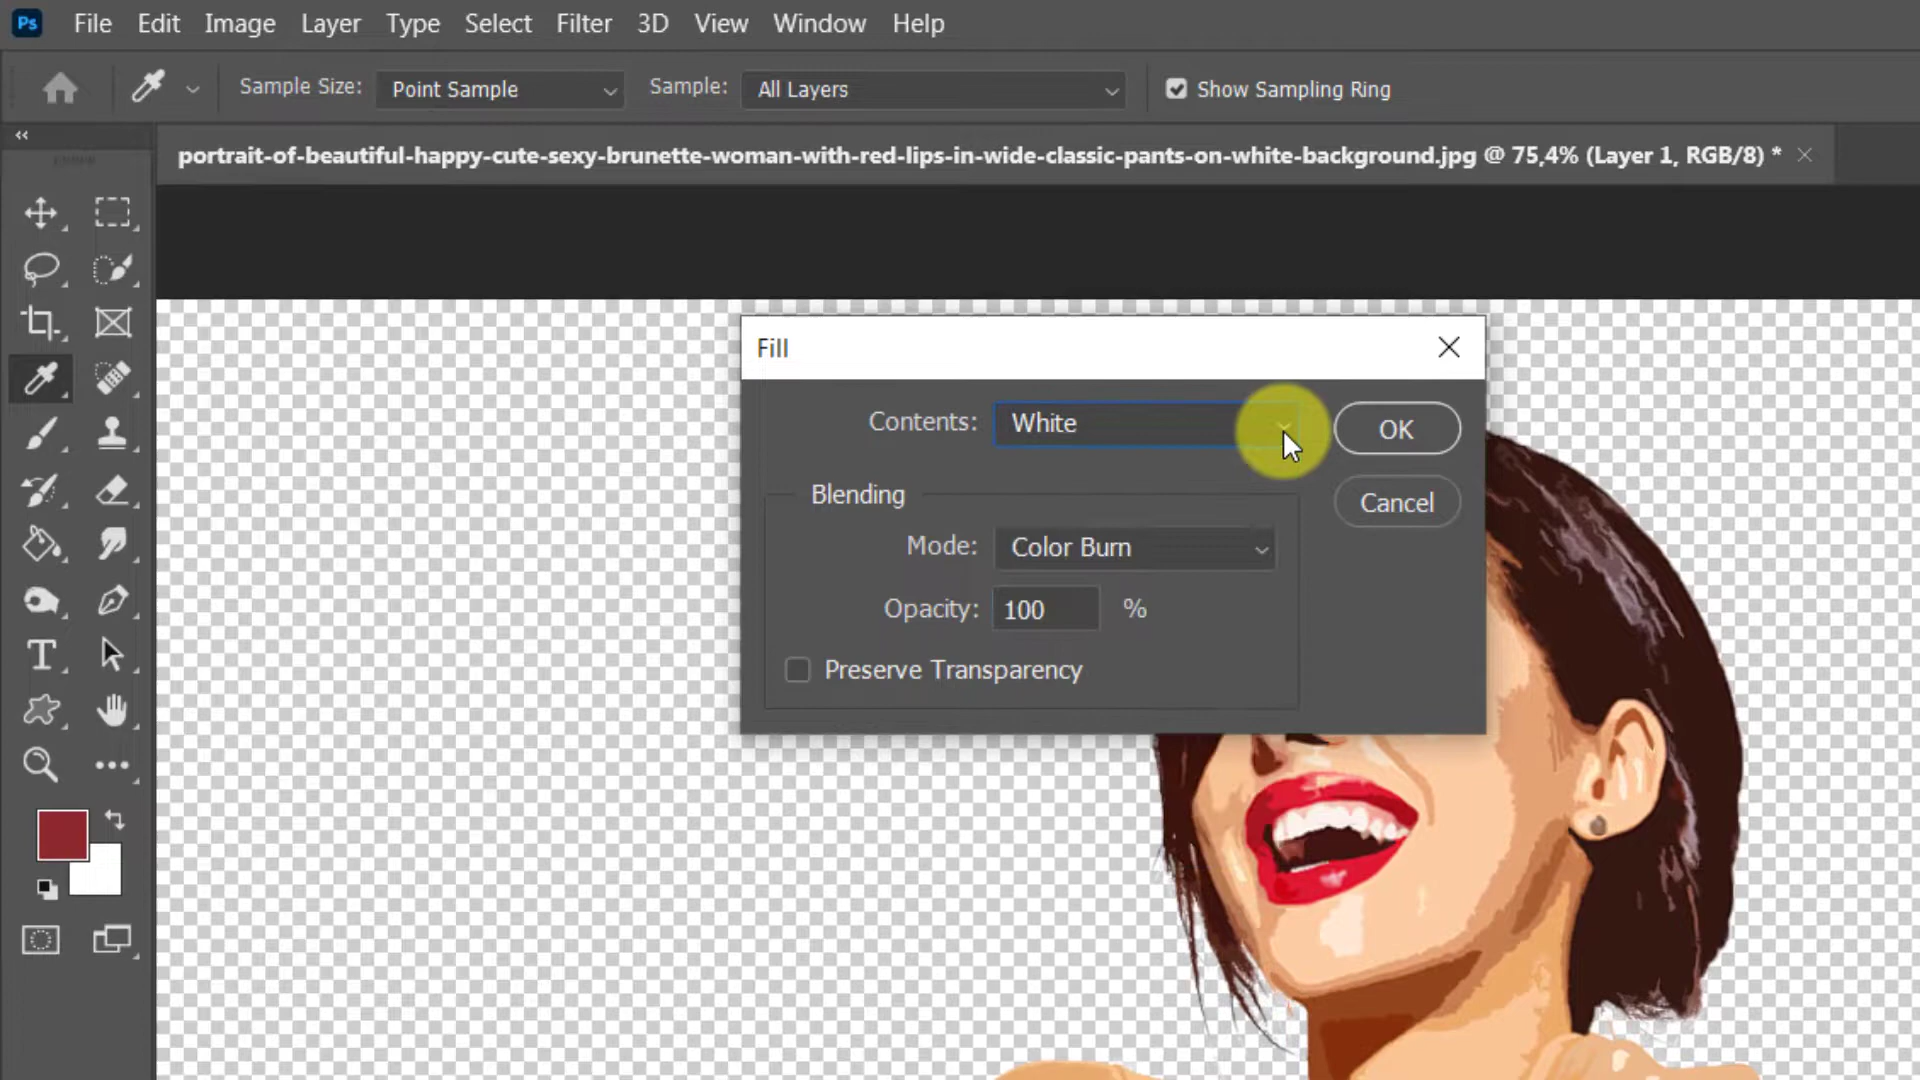 Ps File Edit Image Layer Type Select Filter 3D View Window Help
Sample Size: Point Sample Sample: All Layers Show Sampling Ring
portrait-of-beautiful-happy-cute-sexy-brunette-woman-with-red-lips-in-wide-classic-pants-on-white-background.jpg @ 75,4% (Layer 1, RGB/8) *
Fill
Contents: White OK
Blending
Cancel
Mode: Color Burn
Opacity: 100 %
Preserve Transparency